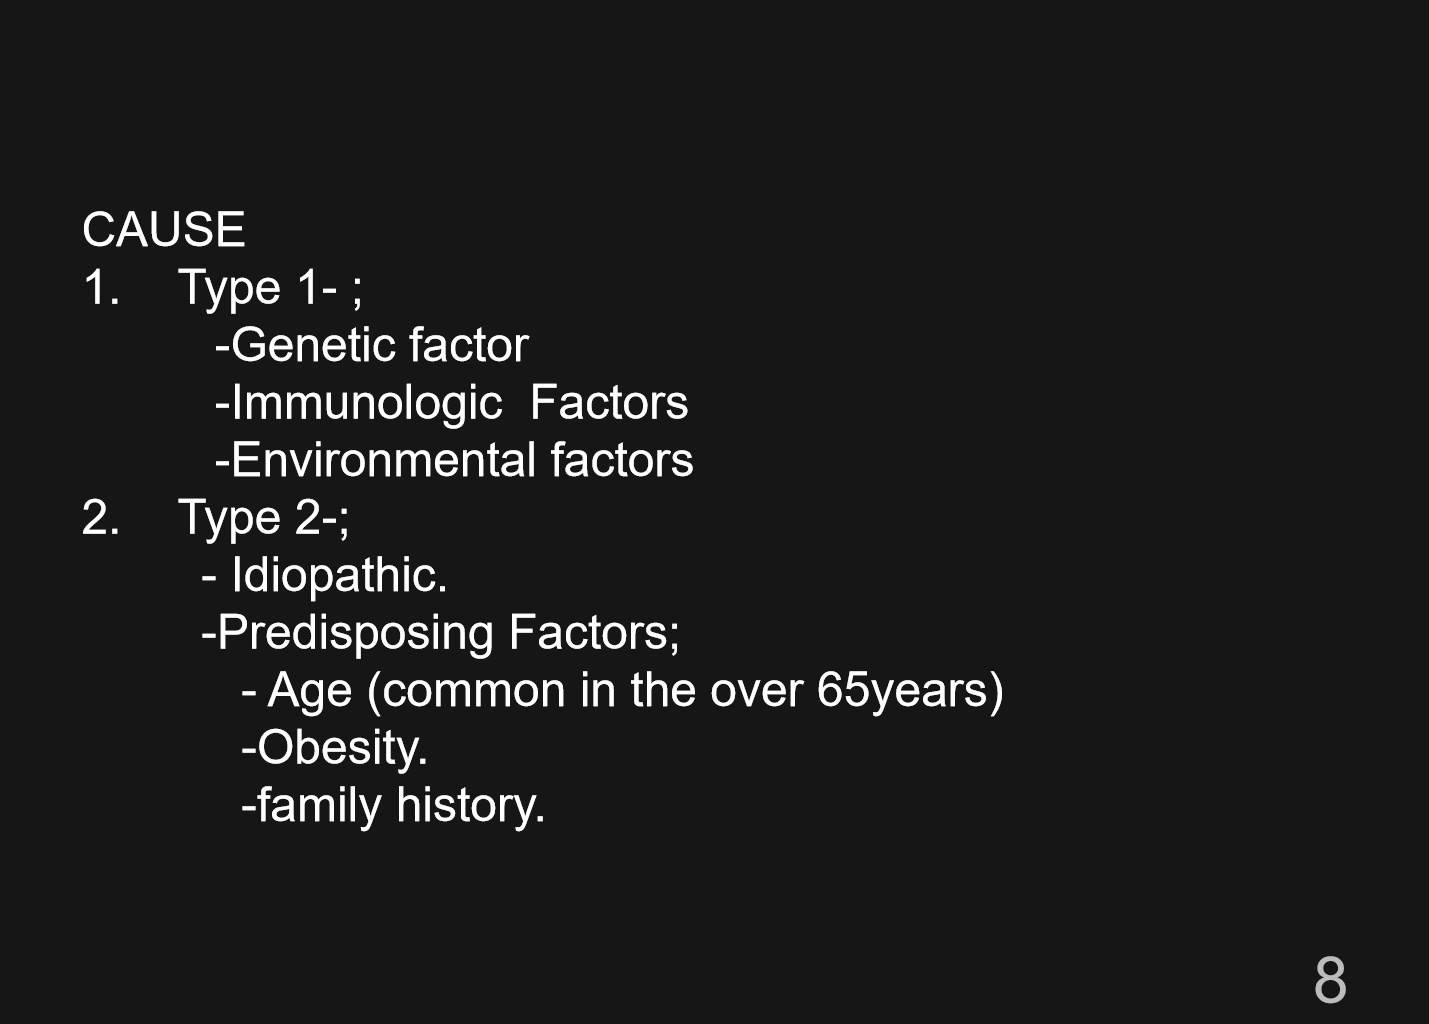 CAUSE
1. Type 1- ;
-Genetic factor
-Immunologic  Factors
-Environmental factors
2. Type 2-;
- Idiopathic.
-Predisposing Factors;
- Age (common in the over 65years)
-Obesity.
-family history.
8